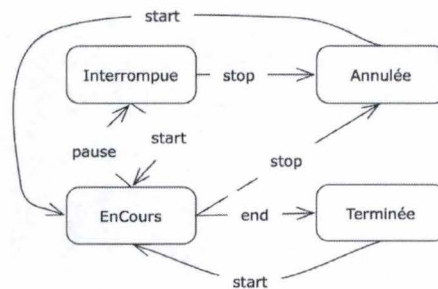 start
Interrompue
stop
Annulée
pause
start
stop
EnCours
end
Terminée
start